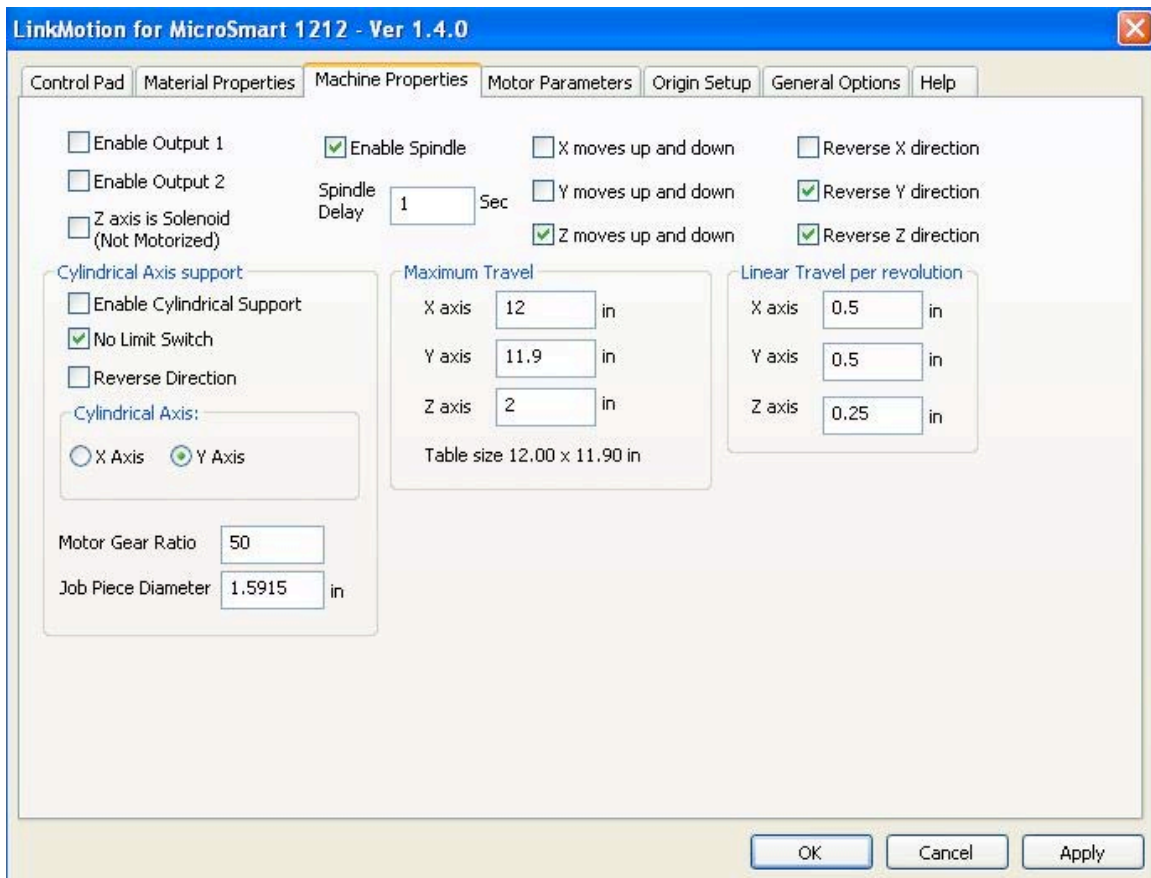 LinkMotion for MicroSmart 1212 - Ver 1.4.0
Control Pad
Material Properties
Machine Properties
Motor Parameters
Origin Setup
General Options
Help
Enable Output 1
Enable Output 2
Z axis is Solenoid
(Not Motorized)
Enable Spindle
Spindle
Delay
1
Sec
X moves up and down
Y moves up and down
Z moves up and down
Reverse X direction
Reverse Y direction
Reverse Z direction
Cylindrical Axis support
Enable Cylindrical Support
No Limit Switch
Reverse Direction
Cylindrical Axis:
X Axis
Y Axis
Motor Gear Ratio
50
Job Piece Diameter
1.5915
in
Maximum Travel
X axis
12
in
Y axis
11.9
in
Z axis
2
in
Table size 12.00 x 11.90 in
Linear Travel per revolution
X axis
0.5
in
Y axis
0.5
in
Z axis
0.25
in
OK
Cancel
Apply